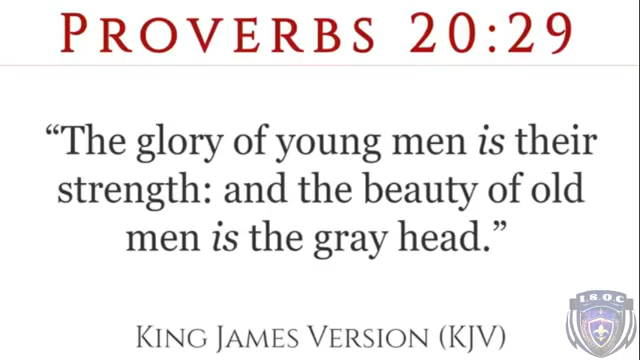 PROVERBS 20:29
“The glory of young men is their
strength: and the beauty of old
men is the gray head.”
KING JAMES VERSION (KJV)
I.S.O.C